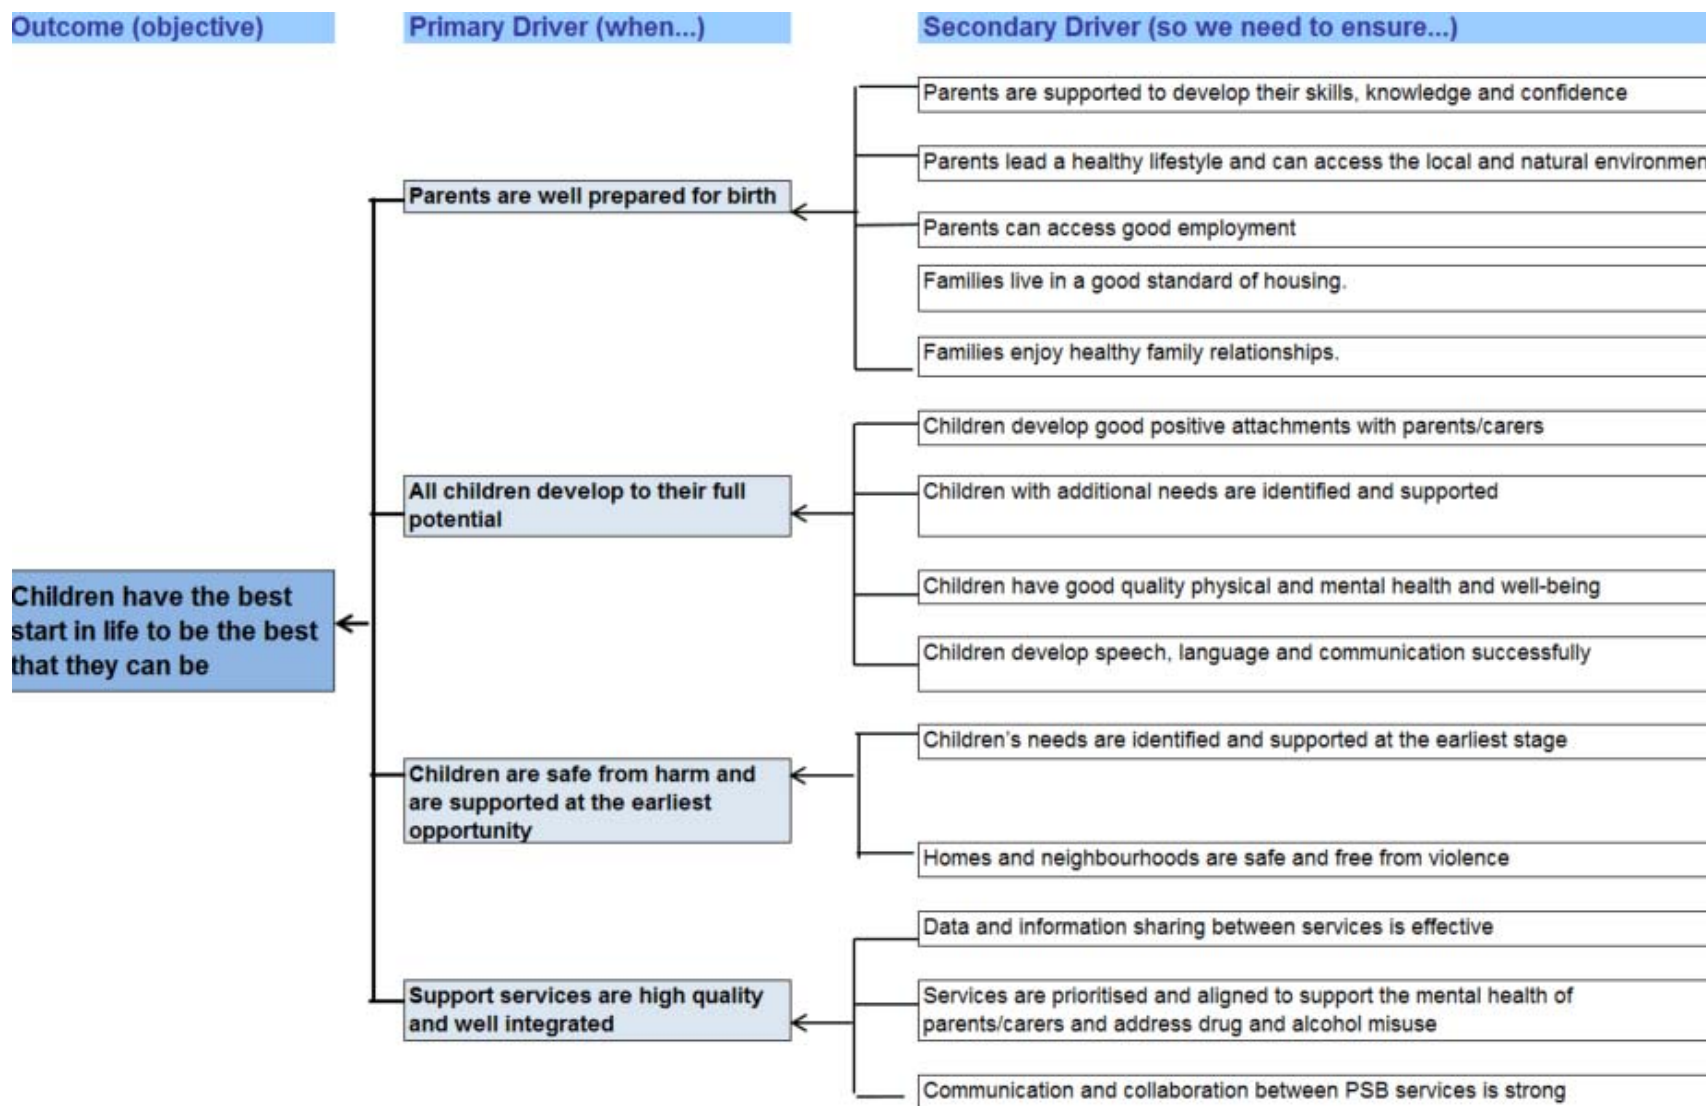 Outcome (objective)
Primary Driver (when...)
Secondary Driver (so we need to ensure...)
Children have the best
start in life to be the best
that they can be
Parents are well prepared for birth
Parents are supported to develop their skills, knowledge and confidence
Parents lead a healthy lifestyle and can access the local and natural environmen
Parents can access good employment
Families live in a good standard of housing.
Families enjoy healthy family relationships.
All children develop to their full
potential
Children develop good positive attachments with parents/carers
Children with additional needs are identified and supported
Children have good quality physical and mental health and well-being
Children develop speech, language and communication successfully
Children are safe from harm and
are supported at the earliest
opportunity
Children's needs are identified and supported at the earliest stage
Homes and neighbourhoods are safe and free from violence
Support services are high quality
and well integrated
Data and information sharing between services is effective
Services are prioritised and aligned to support the mental health of
parents/carers and address drug and alcohol misuse
Communication and collaboration between PSB services is strong